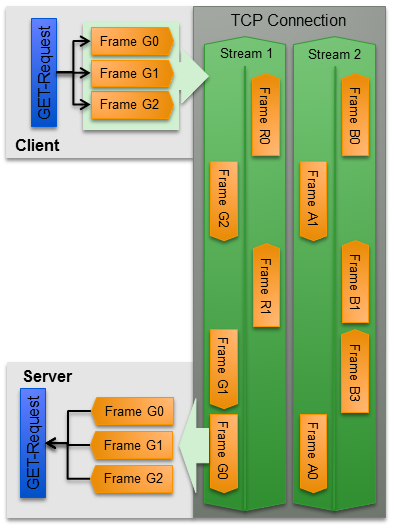 TCP Connection
GET-Request
Frame G0
Frame G1
Frame G2
Client
Stream 1
Stream 2
Frame R0
Frame B0
Frame G2
Frame A1
Frame R1
Frame B1
Frame G1
Frame B3
Frame G0
Frame A0
Server
GET-Request
Frame G0
Frame G1
Frame G2